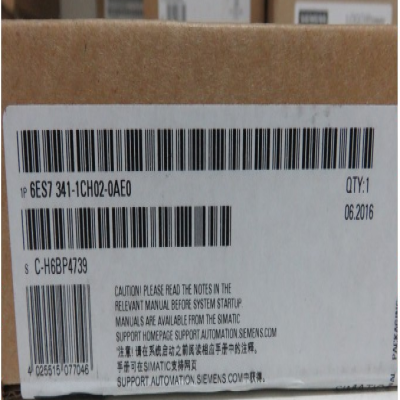 SIEMENS
1P 6ES7 341-1CH02-0AE0
QTY:1
06.2016
S C-H6BP4739
CAUTION! PLEASE READ THE NOTES IN THE
RELEVANT MANUAL BEFORE SYSTEM STARTUP
MANUALS ARE AVAILABLE FROM THE SIMATIC
SUPPORT HOMEPAGE SUPPORT.AUTOMATION.SIEMENS.COM
注意: 请在系统启动之前阅读相应手册中的注释。
手册可在SIMATIC支持网页
SUPPORT.AUTOMATION.SIEMENS.COM中获得。
4 025515 077046
SIMATIC
PACKAGING